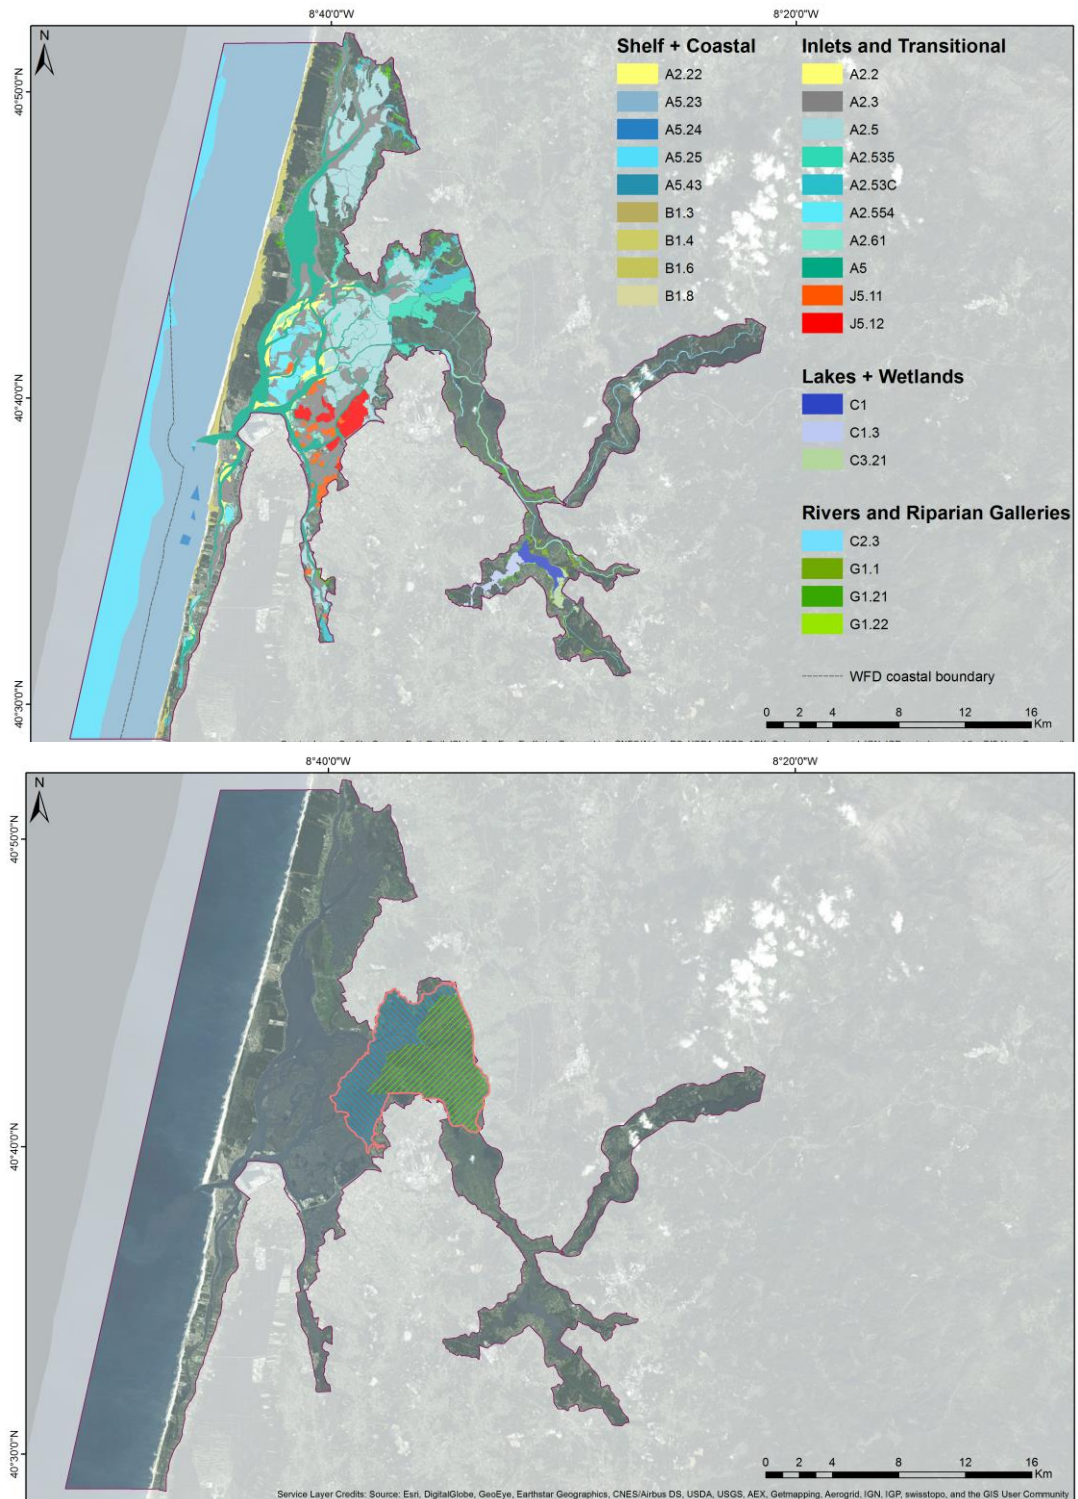 8°40'0"W
8°20'0"W
N
40°50'0"N
40°40'0"N
40°30'0"N
Shelf + Coastal
A2.22
A5.23
A5.24
A5.25
A5.43
B1.3
B1.4
B1.6
B1.8
Inlets and Transitional
A2.2
A2.3
A2.5
A2.535
A2.53C
A2.554
A2.61
A5
J5.11
J5.12
Lakes + Wetlands
C1
C1.3
C3.21
Rivers and Riparian Galleries
C2.3
G1.1
G1.21
G1.22
WFD coastal boundary
0 2 4 8 12 16
Km
8°40'0"W
8°20'0"W
N
40°50'0"N
40°40'0"N
40°30'0"N
0 2 4 8 12 16
Km
Service Layer Credits: Source: Esri, DigitalGlobe, GeoEye, Earthstar Geographics, CNES/Airbus DS, USDA, USGS, AEX, Getmapping, Aerogrid, IGN, IGP, swisstopo, and the GIS User Community